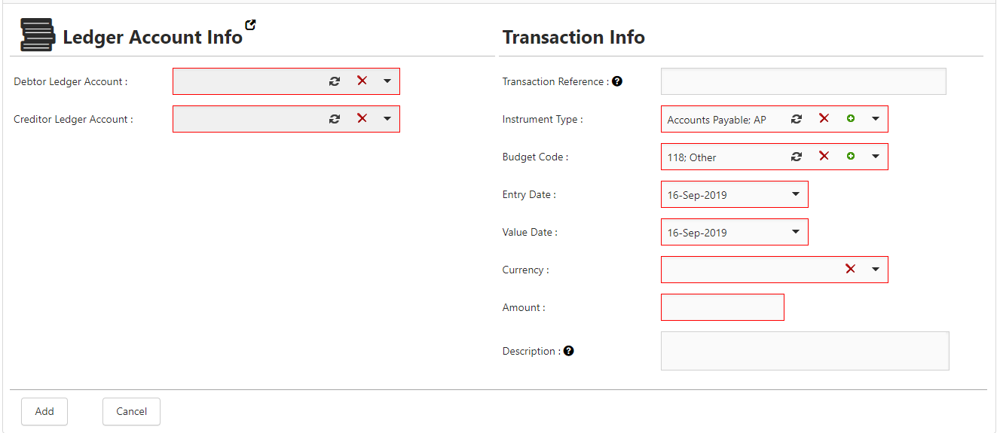 Ledger Account Info
Debtor Ledger Account :
Creditor Ledger Account :
Transaction Info
Transaction Reference : ?
Instrument Type : Accounts Payable; AP
Budget Code : 118; Other
Entry Date : 16-Sep-2019
Value Date : 16-Sep-2019
Currency :
Amount :
Description : ?
Add Cancel